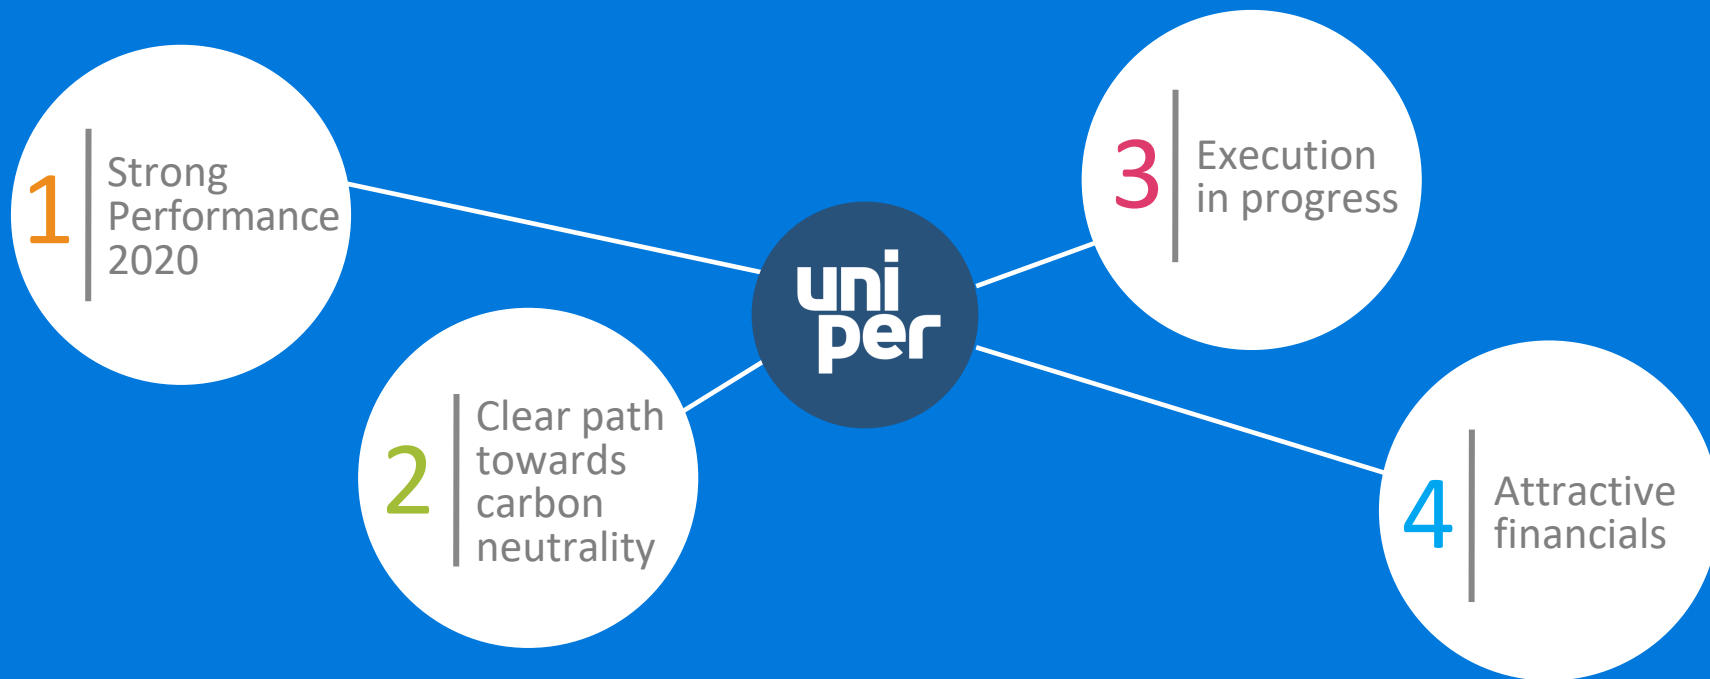 1
Strong
Performance
2020
2
Clear path
towards
carbon
neutrality
uni
per
3
Execution
in progress
4
Attractive
financials